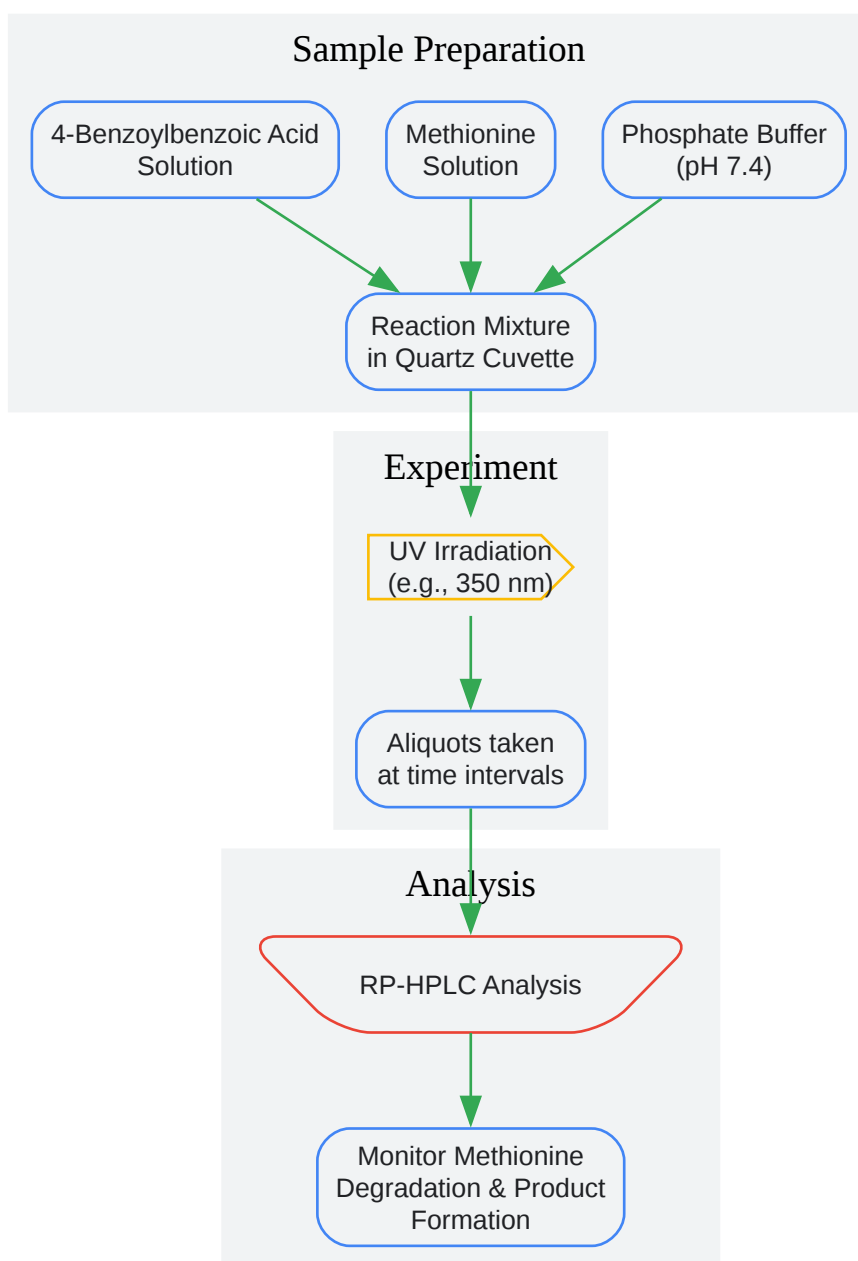 Sample Preparation
4-Benzoylbenzoic Acid
Solution
Methionine
Solution
Phosphate Buffer
(pH 7.4)
Reaction Mixture
in Quartz Cuvette
Experiment
UV Irradiation
(e.g., 350 nm)
Aliquots taken
at time intervals
Analysis
RP-HPLC Analysis
Monitor Methionine
Degradation & Product
Formation